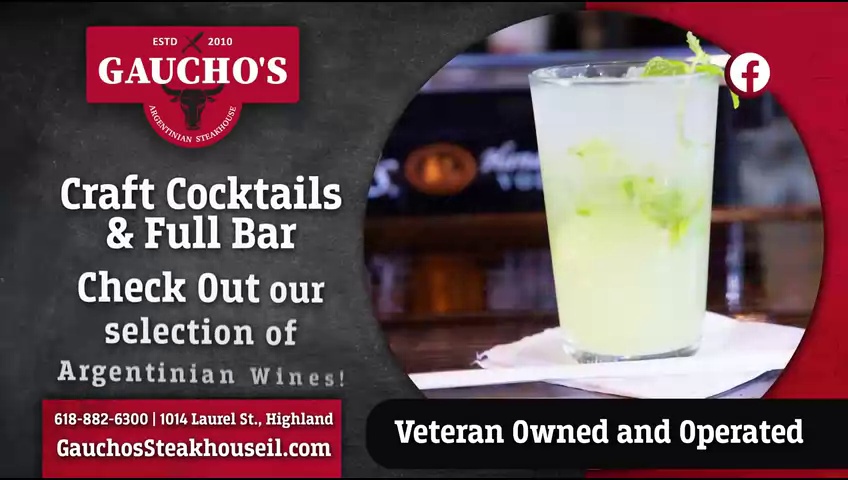 ESTD 2010
GAUCHO'S
ARGENTINIAN STEAKHOUSE
Craft Cocktails
& Full Bar
Check Out our
selection of
Argentinian Wines!
618-882-6300 | 1014 Laurel St., Highland
GauchosSteakhouseil.com
Veteran Owned and Operated